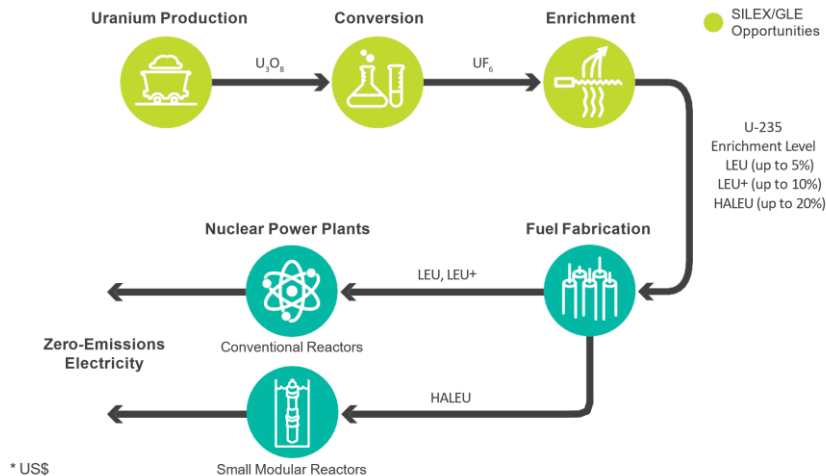 Uranium Production
Conversion
Enrichment
SILEX/GLE
Opportunities
U₃O₈
UF₆
U-235
Enrichment Level
LEU (up to 5%)
LEU+ (up to 10%)
HALEU (up to 20%)
Nuclear Power Plants
Fuel Fabrication
LEU, LEU+
Conventional Reactors
Zero-Emissions
Electricity
HALEU
Small Modular Reactors
* US$